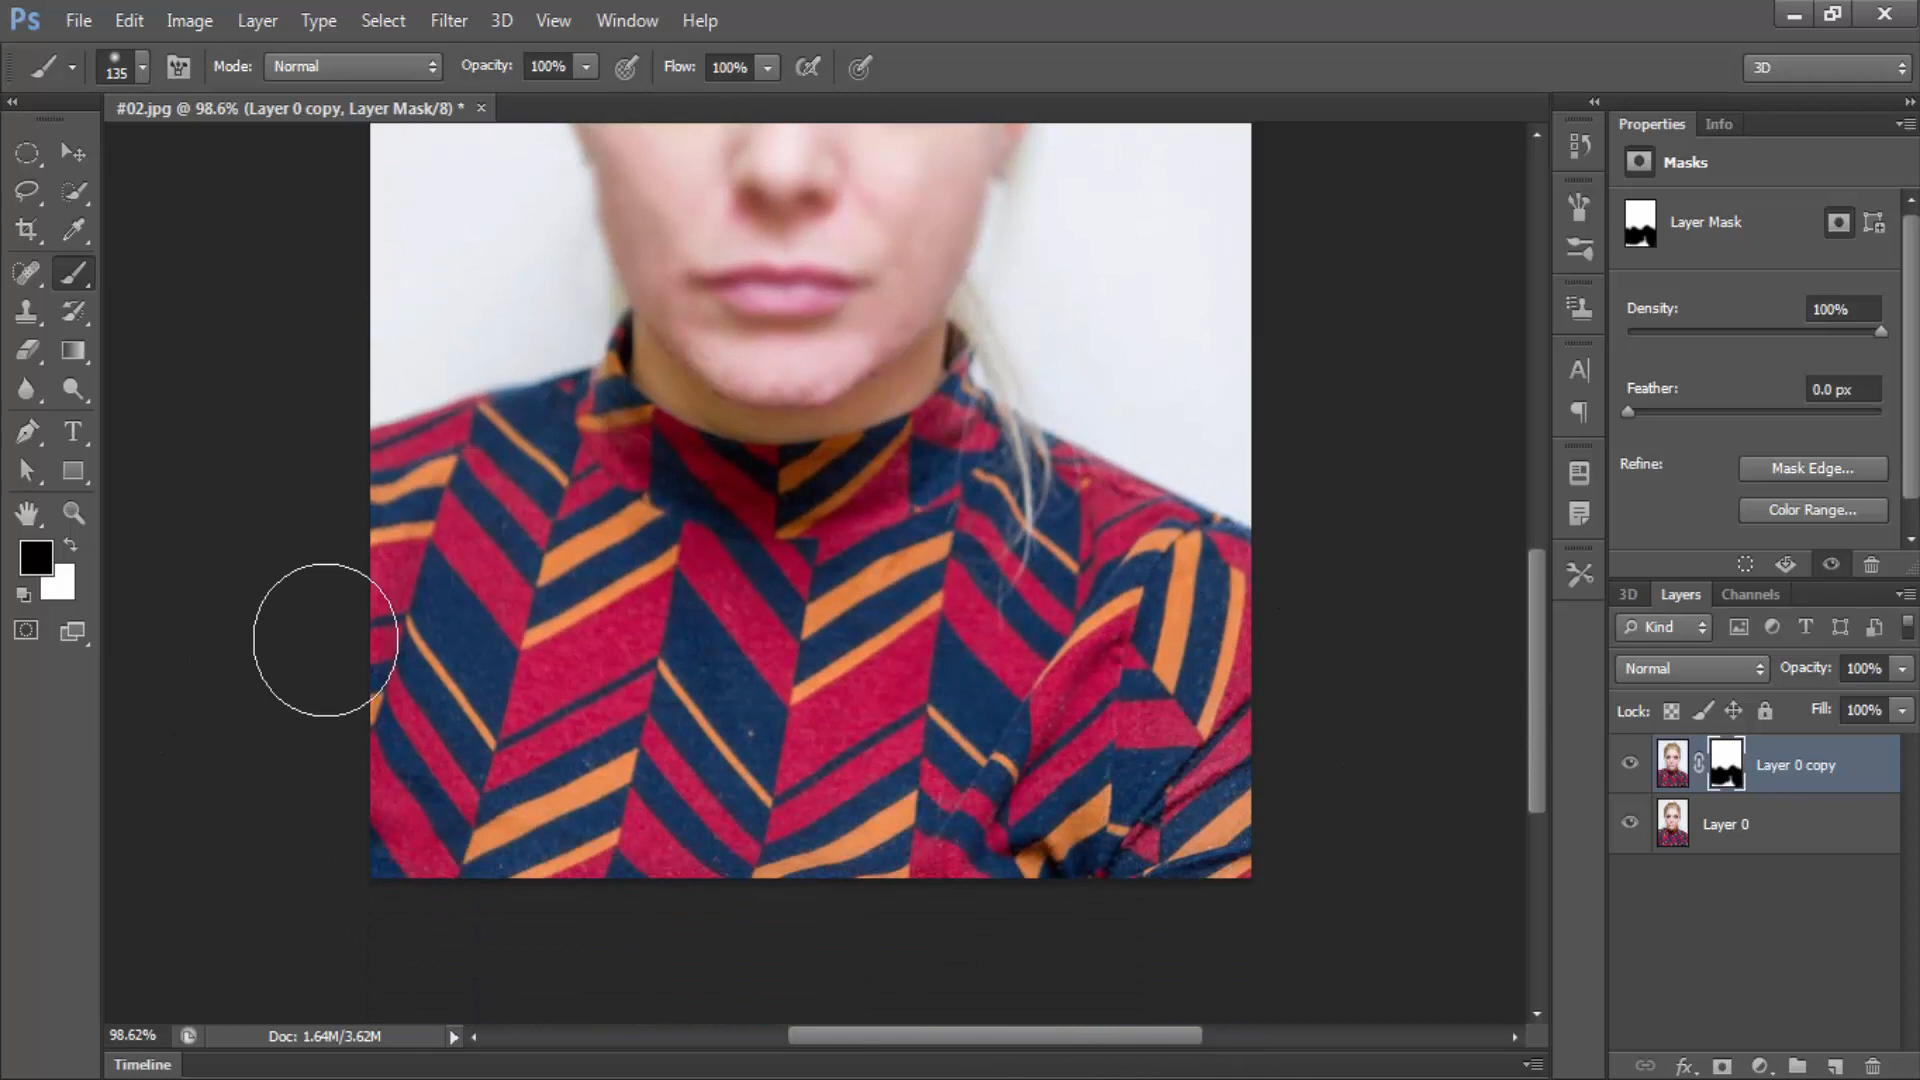 Ps File Edit Image Layer Type Select Filter 3D View Window Help
135 Mode: Normal Opacity: 100% Flow: 100% 3D
#02.jpg @ 98.6% (Layer 0 copy, Layer Mask/8) * ×
Properties Info
Masks
Layer Mask
Density: 100%
Feather: 0.0 px
Refine: Mask Edge...
Color Range...
3D Layers Channels
Kind
Normal Opacity: 100%
Lock: Fill: 100%
Layer 0 copy
Layer 0
98.62% Doc: 1.64M/3.62M
Timeline